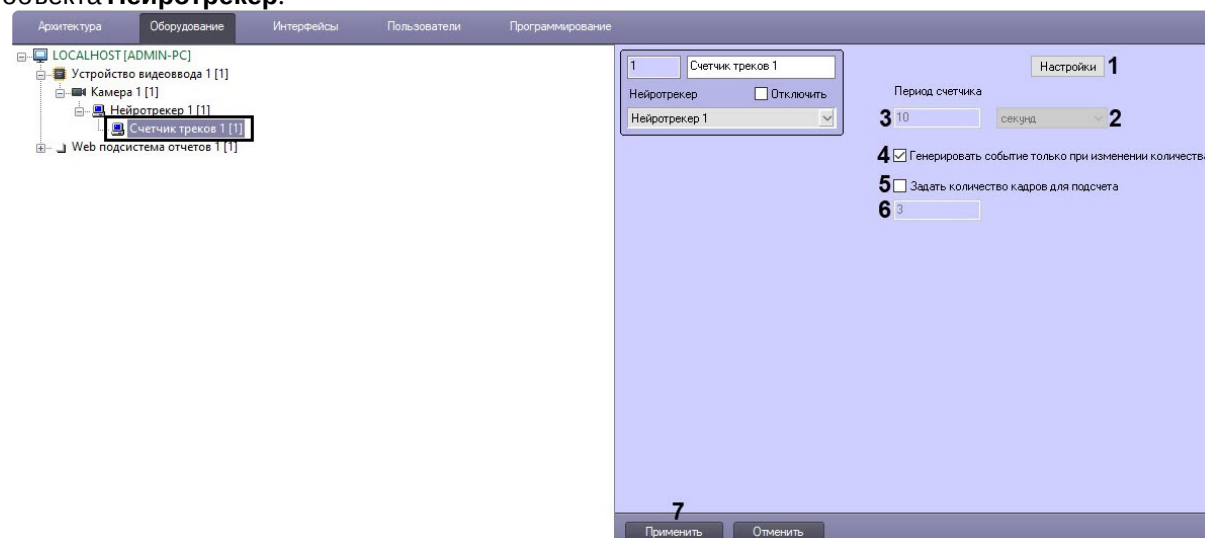 объекта Нейротрекер.
Архитектура Оборудование Интерфейсы Пользователи Программирование
LOCALHOST [ADMIN-PC]
Устройство видеоввода 1 [1]
Камера 1 [1]
Нейротрекер 1 [1]
Счетчик треков 1 [1]
Web подсистема отчетов 1 [1]
1 Счетчик треков 1
Нейротрекер Отключить
Нейротрекер 1
Настройки 1
Период счетчика
3 10 секунд 2
4 Генерировать событие только при изменении количества
5 Задать количество кадров для подсчета
6 3
7
Применить Отменить